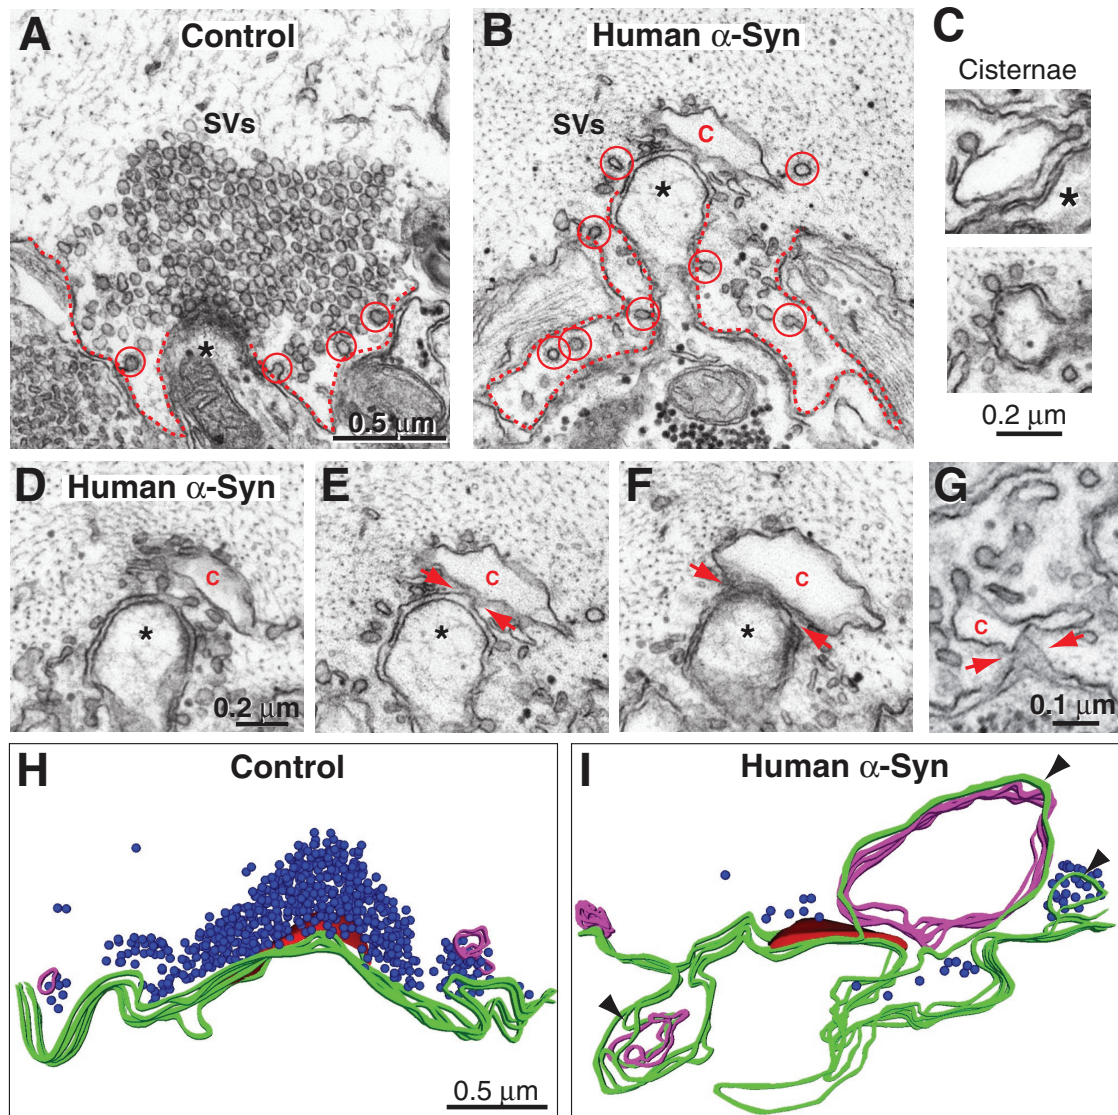 A Control
SVs
*
0.5 μm
B Human α-Syn
SVs
C
*
C
Cisternae
*
0.2 μm
D Human α-Syn
C
*
0.2 μm
E
C
*
F
C
*
G
C
0.1 μm
H Control
0.5 μm
I Human α-Syn